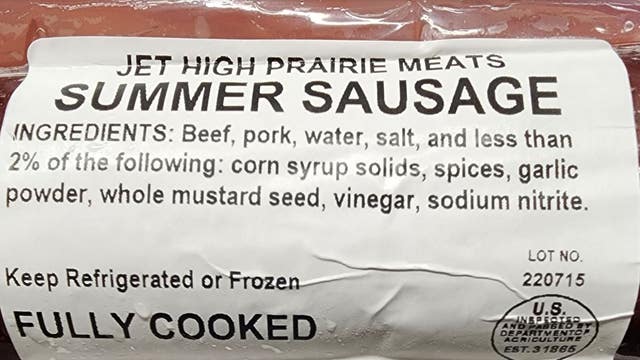 JET HIGH PRAIRIE MEATS
SUMMER SAUSAGE
INGREDIENTS: Beef, pork, water, salt, and less than
2% of the following: corn syrup solids, spices, garlic
powder, whole mustard seed, vinegar, sodium nitrite.
LOT NO.
Keep Refrigerated or Frozen
220715
FULLY COOKED
U.S.
INSPECTED
AND PASSED BY
DEPARTMENT OF
AGRICULTURE
EST. 31865